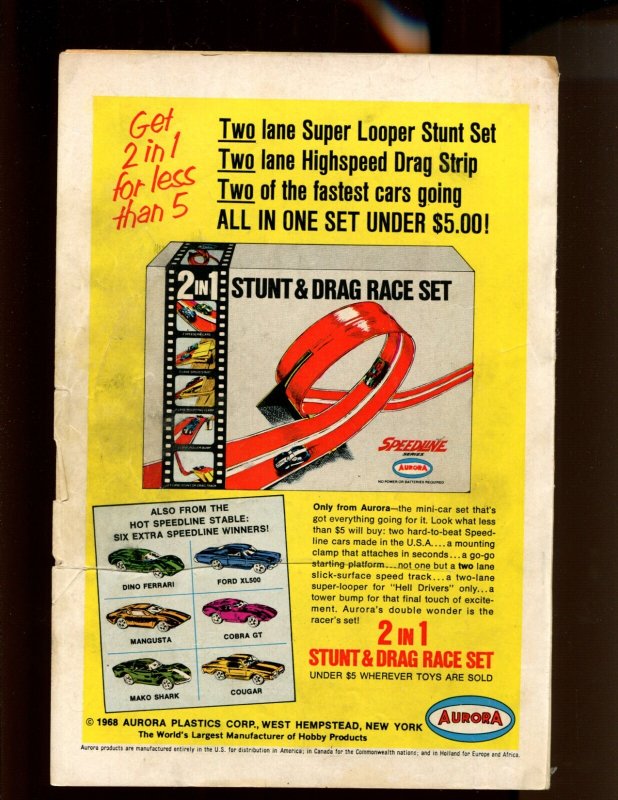 Get
2 in 1
for less
than 5
Two lane Super Looper Stunt Set
Two lane Highspeed Drag Strip
Two of the fastest cars going
ALL IN ONE SET UNDER $5.00!
2 IN 1
STUNT & DRAG RACE SET
SPEEDLINE
SERIES
AURORA
NO POWER OR BATTERIES REQUIRED
ALSO FROM THE
HOT SPEEDLINE STABLE:
SIX EXTRA SPEEDLINE WINNERS!
DINO FERRARI
FORD XL500
MANGUSTA
COBRA GT
MAKO SHARK
COUGAR
Only from Aurora—the mini-car set that's
got everything going for it. Look what less
than $5 will buy: two hard-to-beat Speed-
line cars made in the U.S.A.... a mounting
clamp that attaches in seconds... a go-go
starting platform... not one but a two lane
slick-surface speed track... a two-lane
super-looper for "Hell Drivers" only... a
tower bump for that final touch of excite-
ment. Aurora's double wonder is the
racer's set!
2 IN 1
STUNT & DRAG RACE SET
UNDER $5 WHEREVER TOYS ARE SOLD
© 1968 AURORA PLASTICS CORP., WEST HEMPSTEAD, NEW YORK
The World's Largest Manufacturer of Hobby Products
AURORA
Aurora products are manufactured entirely in the U.S. for distribution in America; in Canada for the Commonwealth nations; and in Holland for Europe and Africa.